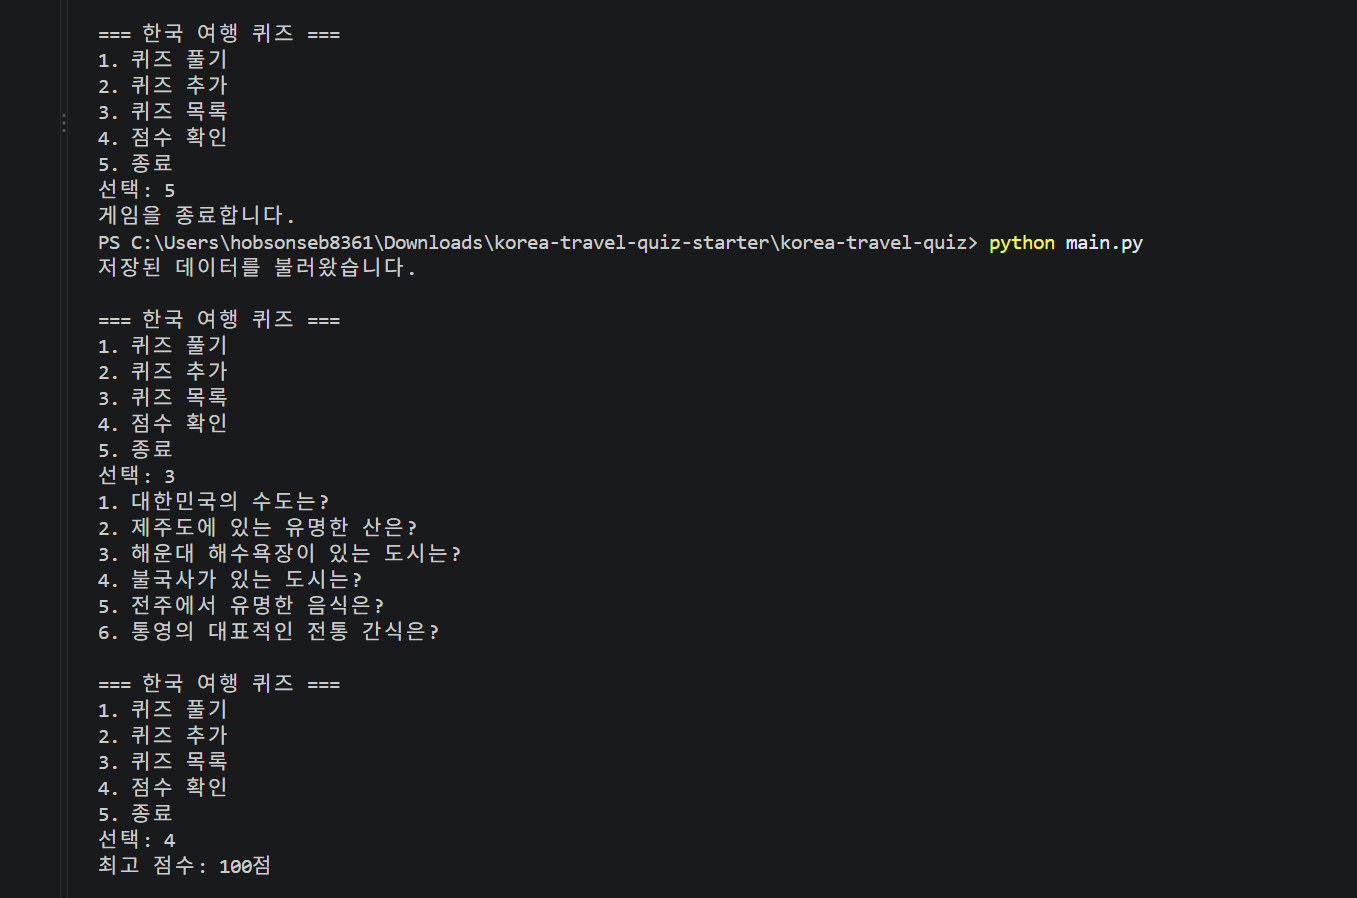 === 한국 여행 퀴즈 ===
1. 퀴즈 풀기
2. 퀴즈 추가
3. 퀴즈 목록
4. 점수 확인
5. 종료
선택: 5
게임을 종료합니다.
PS C:\Users\hobsonseb8361\Downloads\korea-travel-quiz-starter\korea-travel-quiz> python main.py
저장된 데이터를 불러왔습니다.
=== 한국 여행 퀴즈 ===
1. 퀴즈 풀기
2. 퀴즈 추가
3. 퀴즈 목록
4. 점수 확인
5. 종료
선택: 3
1. 대한민국의 수도는?
2. 제주도에 있는 유명한 산은?
3. 해운대 해수욕장이 있는 도시는?
4. 불국사가 있는 도시는?
5. 전주에서 유명한 음식은?
6. 통영의 대표적인 전통 간식은?
=== 한국 여행 퀴즈 ===
1. 퀴즈 풀기
2. 퀴즈 추가
3. 퀴즈 목록
4. 점수 확인
5. 종료
선택: 4
최고 점수: 100점